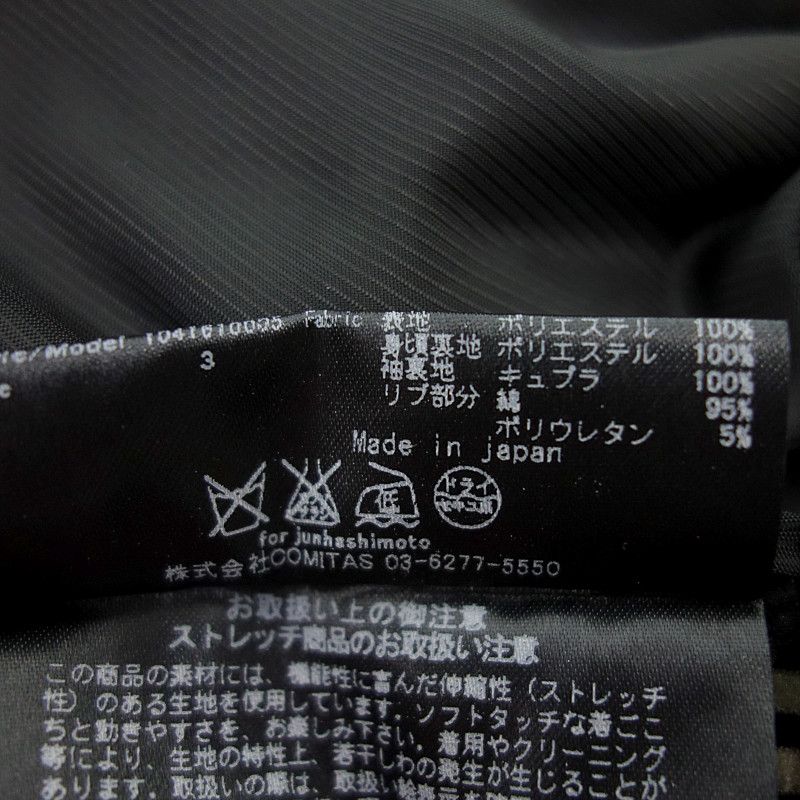 le/Model 1041610005 Fabric 表地 ポリエステル 100%
3 身頃裏地 ポリエステル 100%
袖裏地 キュプラ 100%
リブ部分 綿 95%
ポリウレタン 5%
Made in japan
低 ドライ
for junhashimoto
株式会社COMITAS 03-6277-5550
お取扱い上の御注意
ストレッチ商品のお取扱い注意
この商品の素材には、機能性に富んだ伸縮性（ストレッチ
性）のある生地を使用しています。ソフトタッチな着ごこ
ちと動きやすさを、お楽しみ下さい。着用やクリーニング
等により、生地の特性上、若干しわの発生が生じることが
あります。取扱いの際は、取扱い